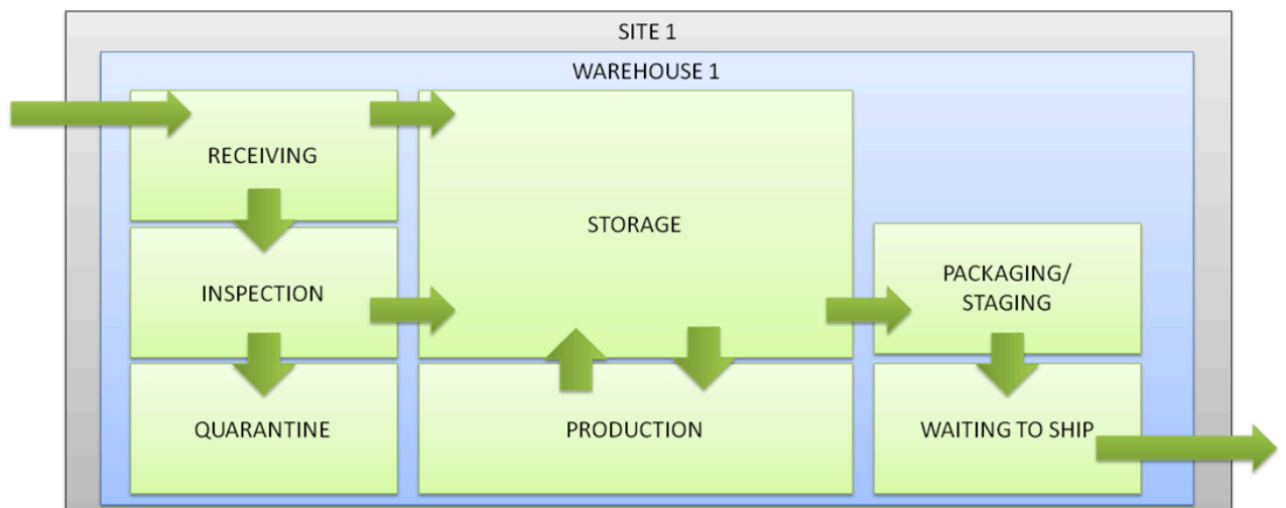 SITE 1
WAREHOUSE 1
RECEIVING
STORAGE
INSPECTION
PACKAGING/
STAGING
QUARANTINE
PRODUCTION
WAITING TO SHIP